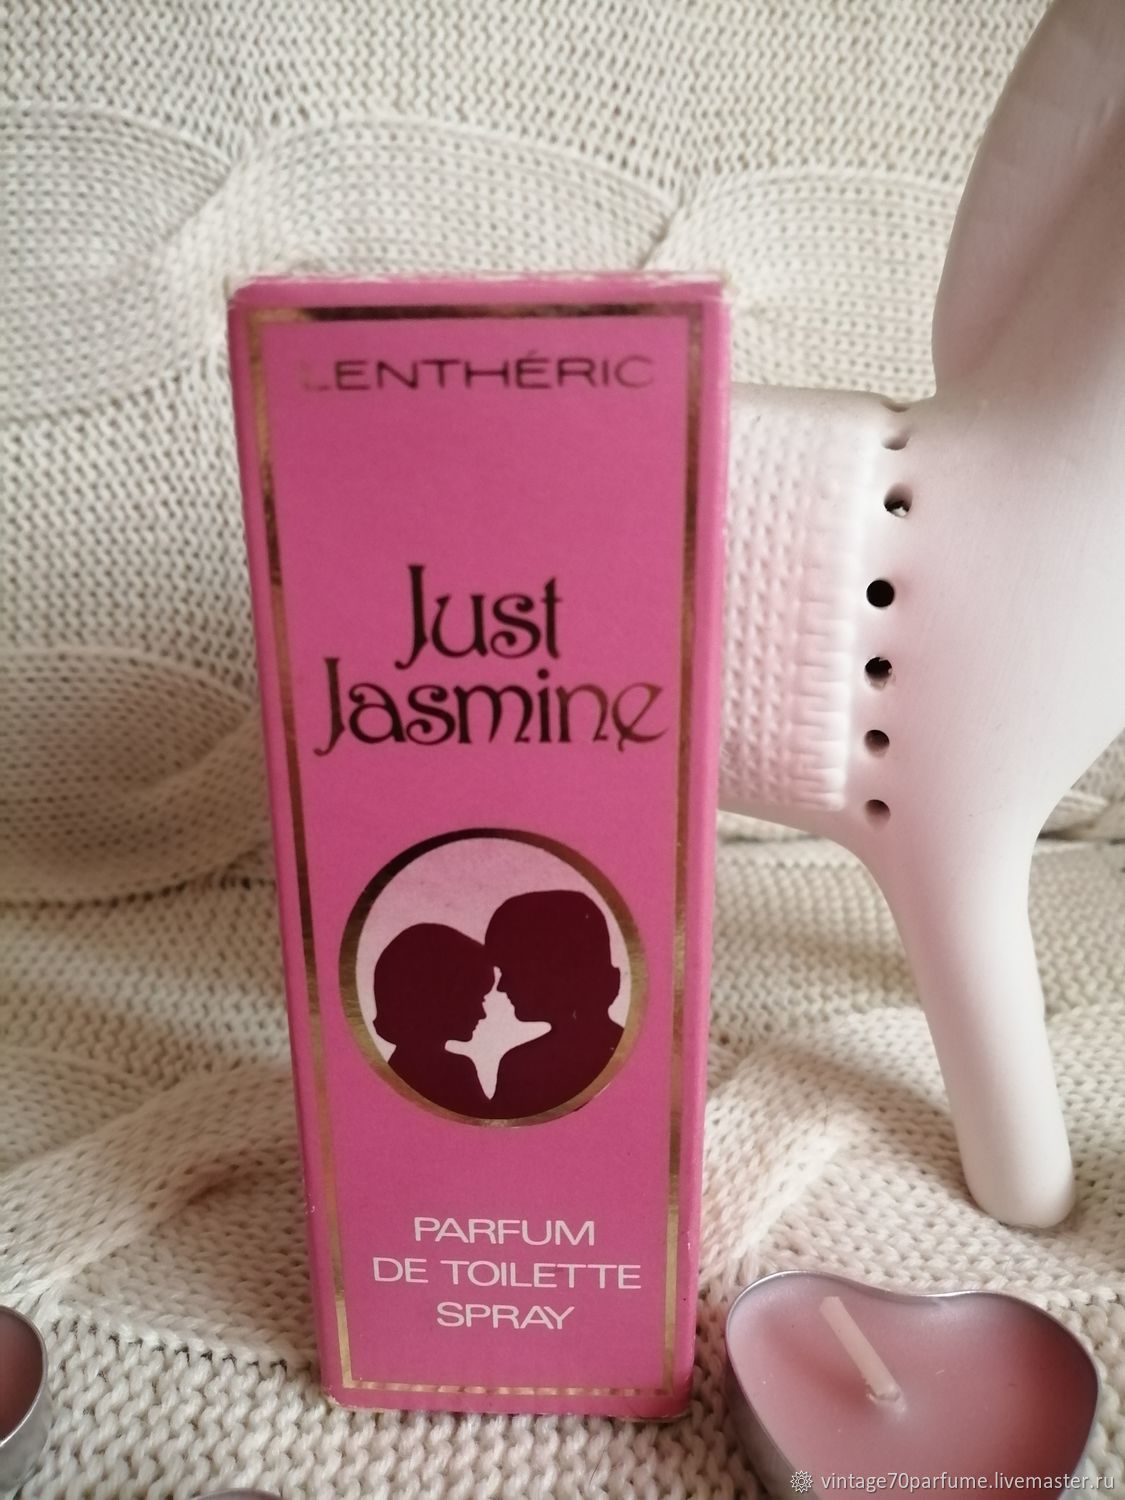 LENTHÉRIC
Just
Jasmine
PARFUM
DE TOILETTE
SPRAY
vintage70parfume.livemaster.ru